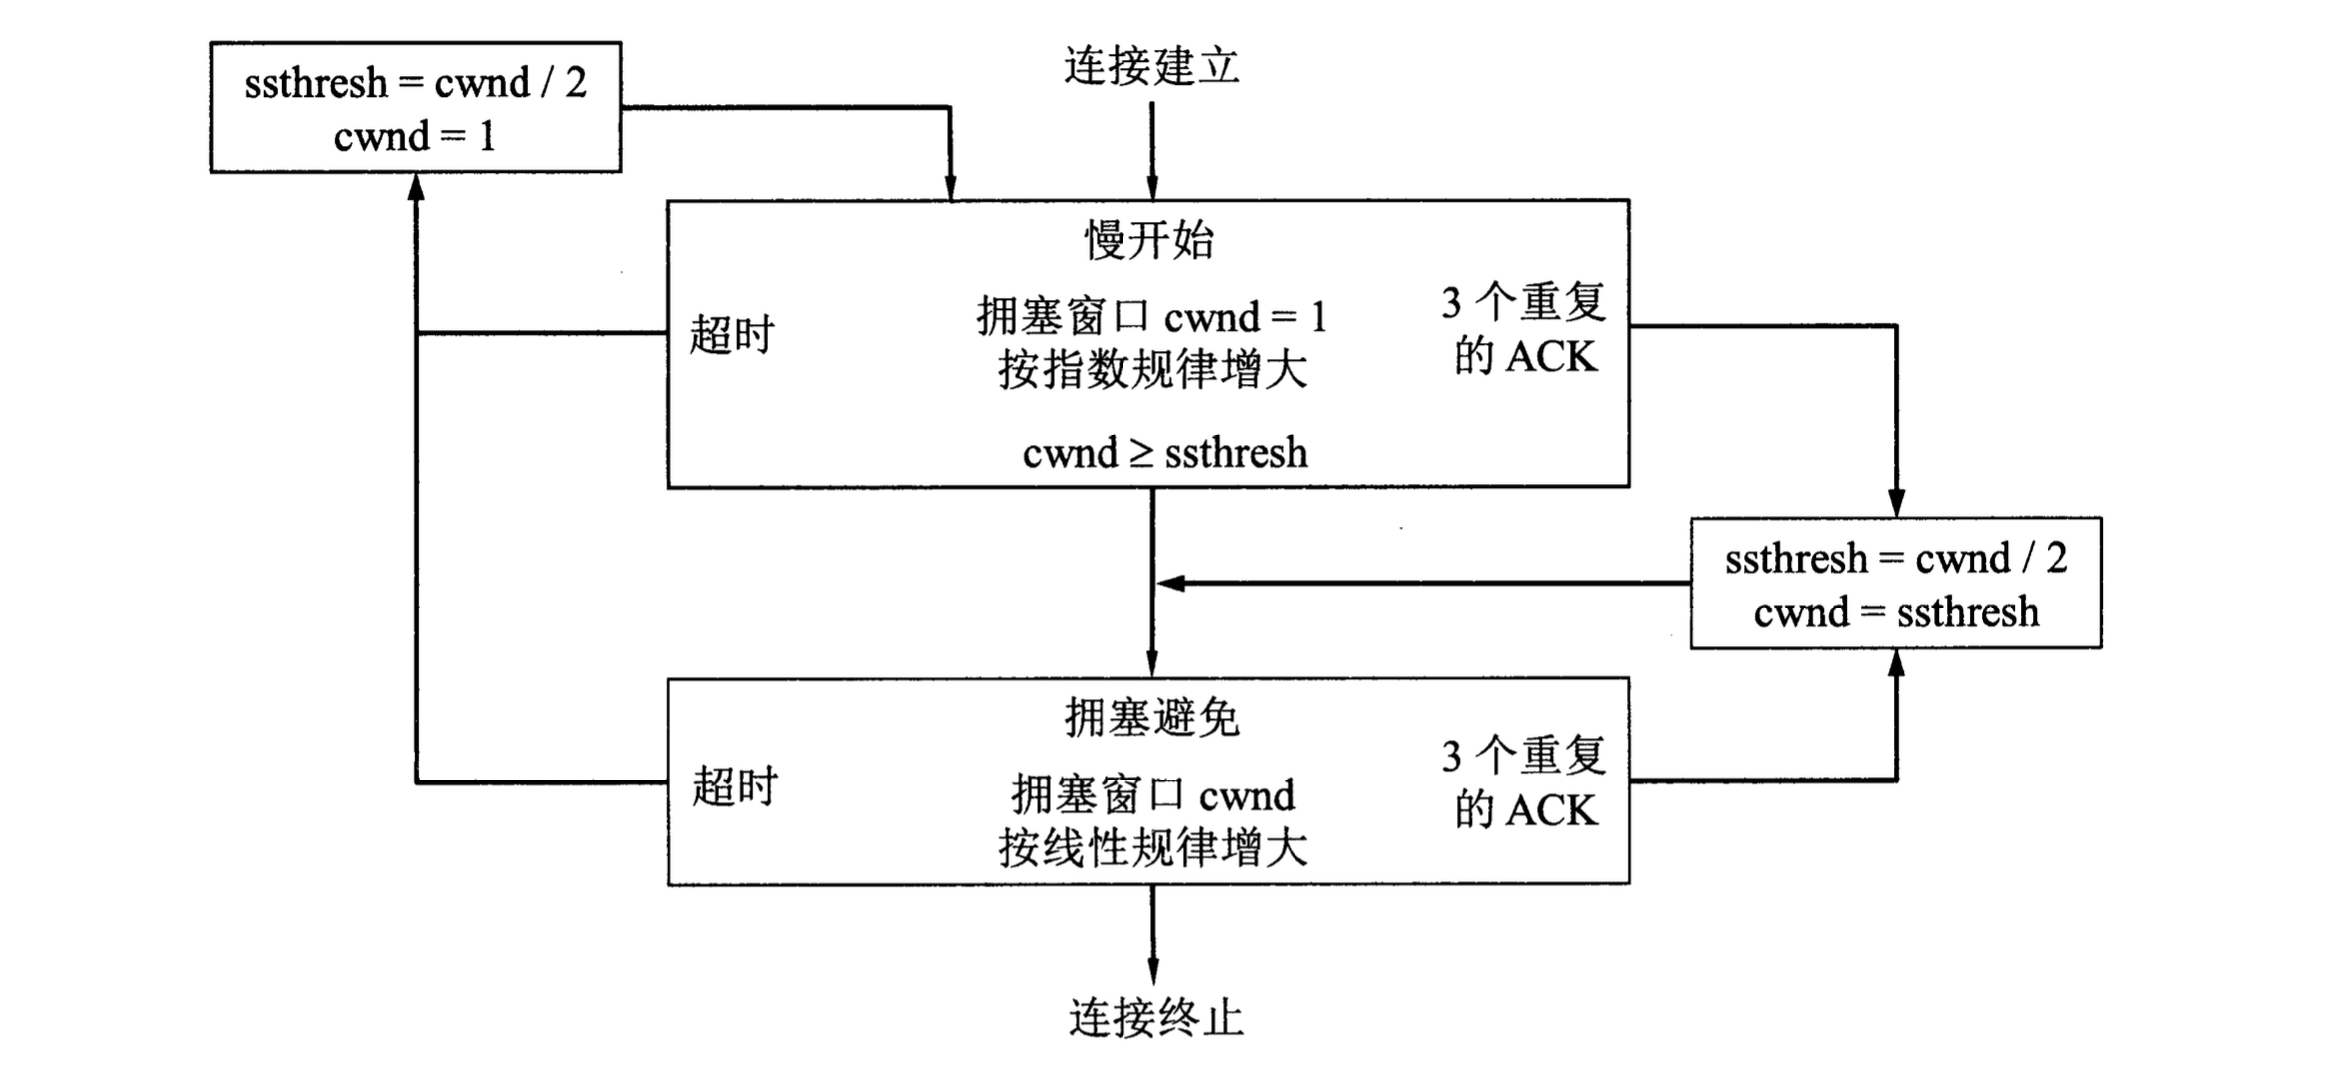 ssthresh = cwnd / 2
cwnd = 1
连接建立
慢开始
超时
拥塞窗口 cwnd = 1
按指数规律增大
3 个重复
的 ACK
cwnd ≥ ssthresh
ssthresh = cwnd / 2
cwnd = ssthresh
拥塞避免
超时
拥塞窗口 cwnd
按线性规律增大
3 个重复
的 ACK
连接终止